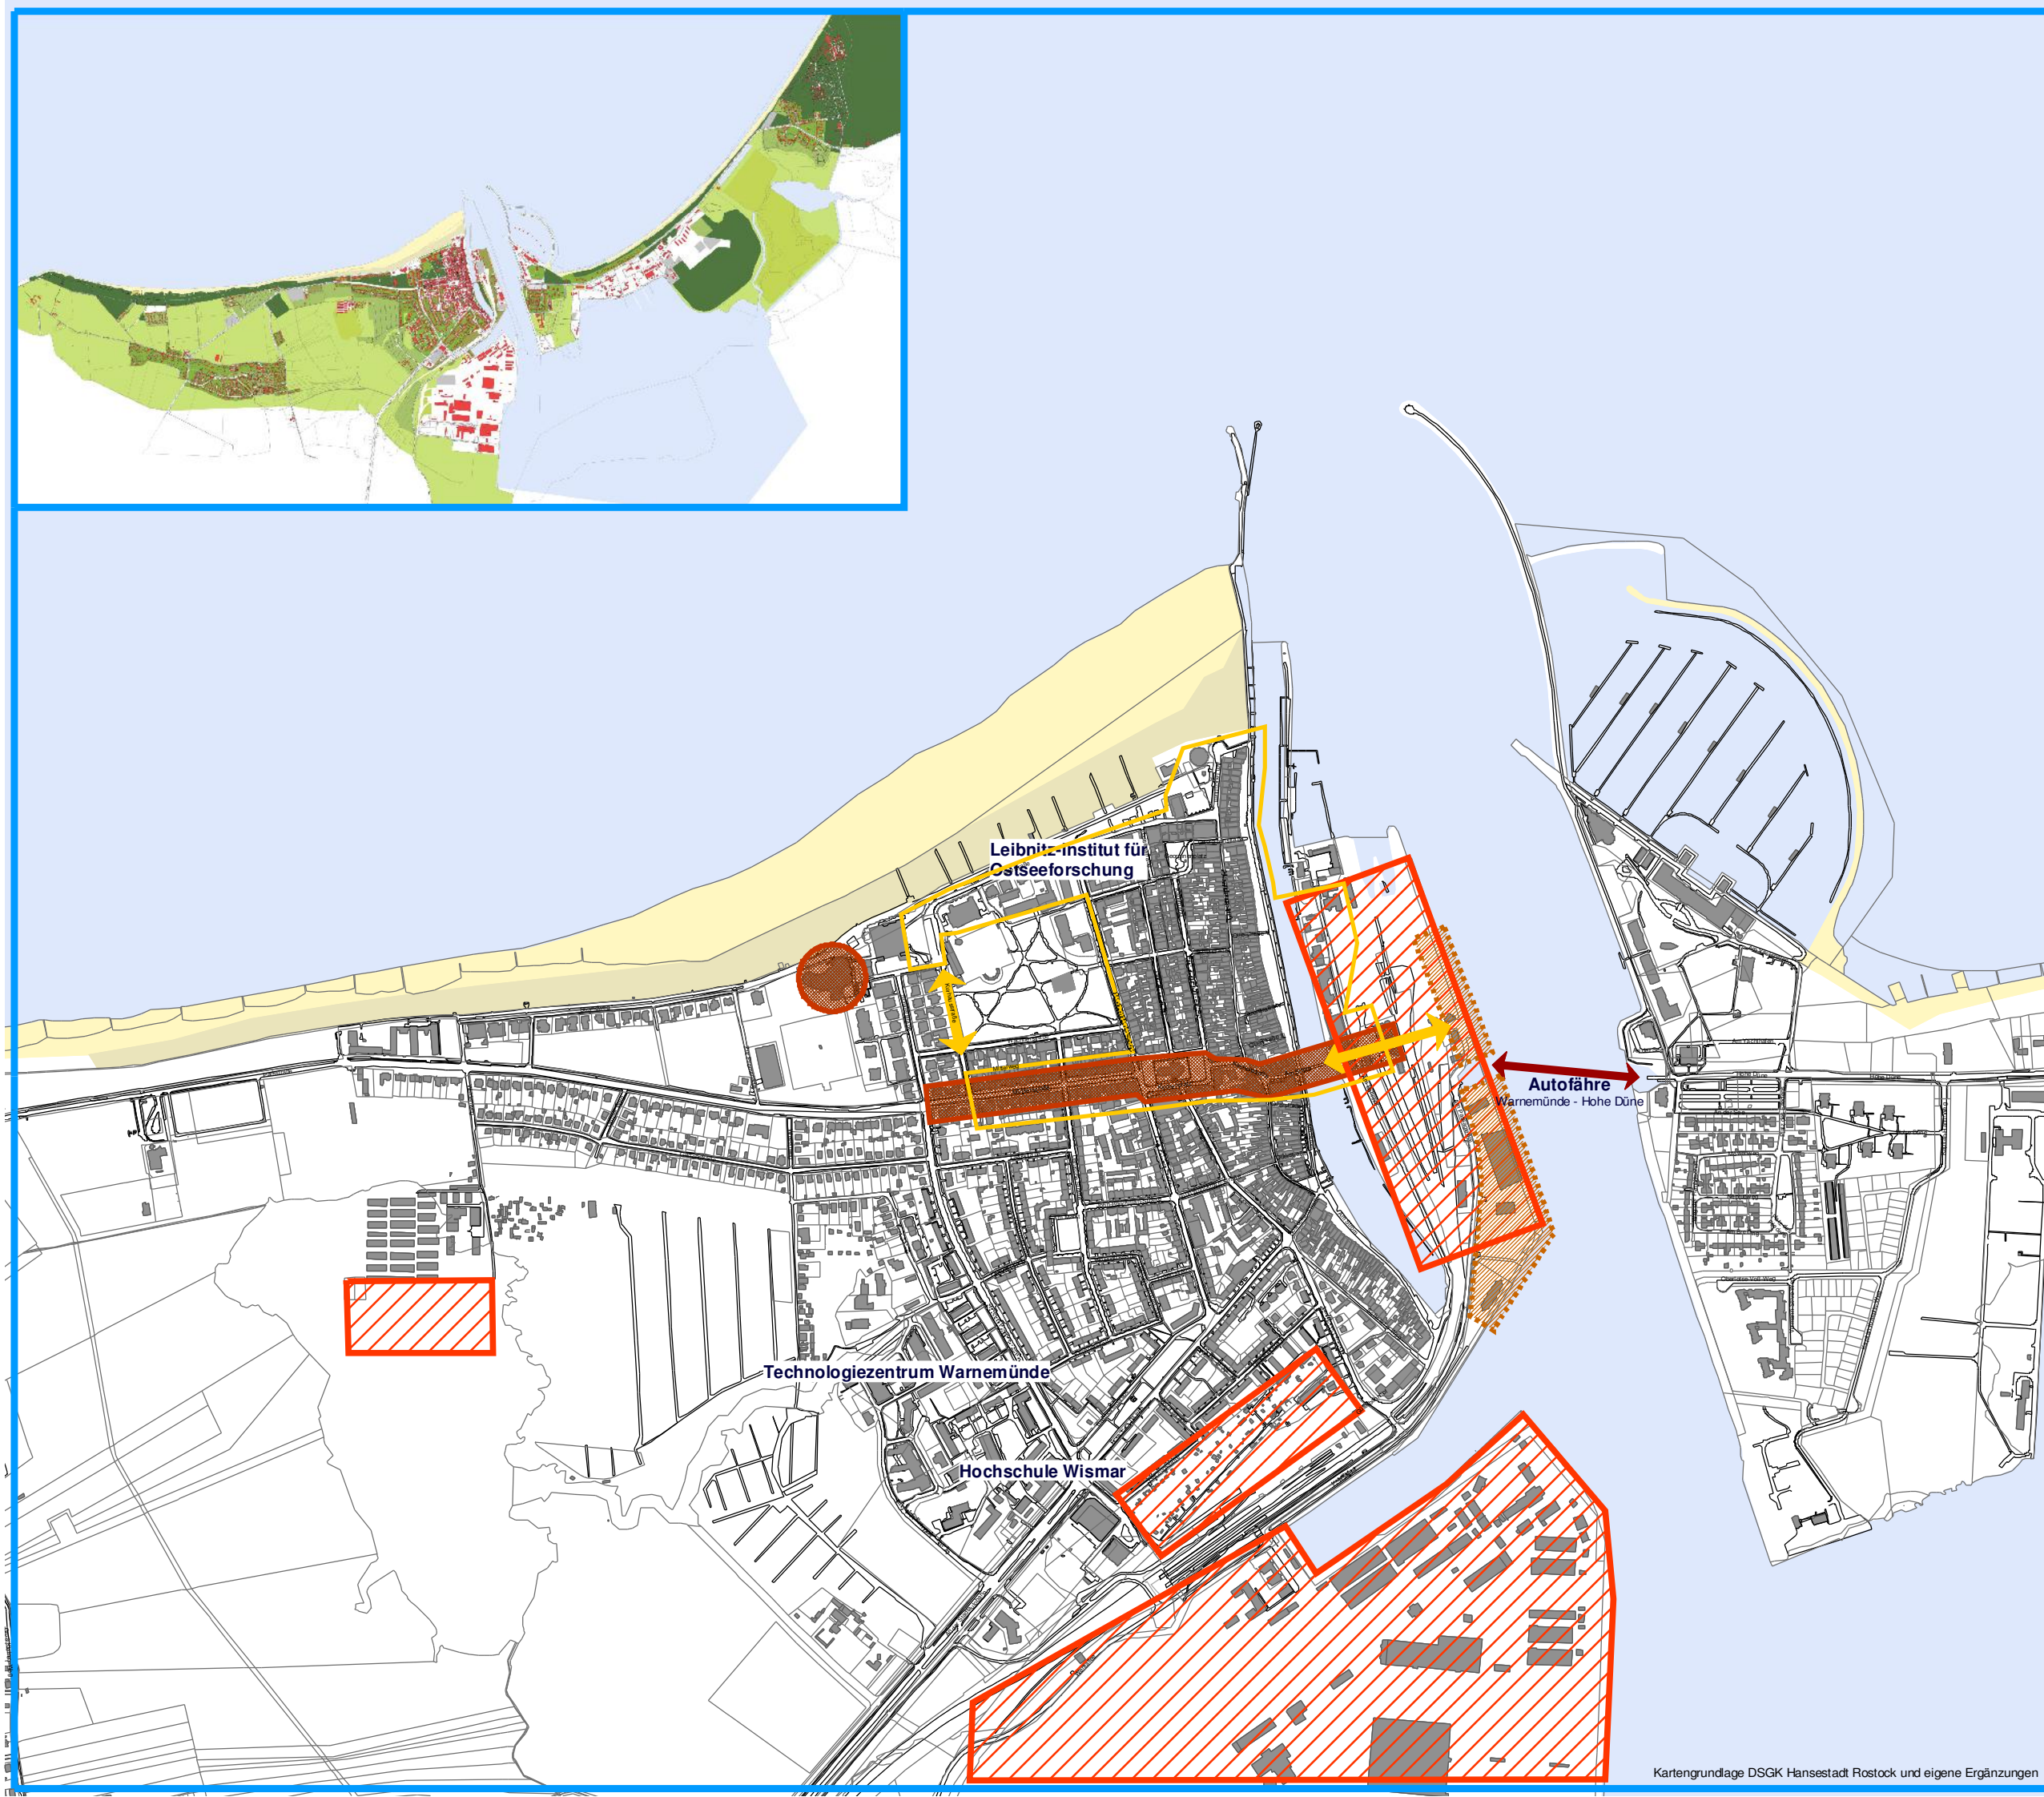 Leibnitz-Institut für
Ostseeforschung
Autofähre
Warnemünde - Hohe Düne
Technologiezentrum Warnemünde
Hochschule Wismar
Kartengrundlage DSGK Hansestadt Rostock und eigene Ergänzungen